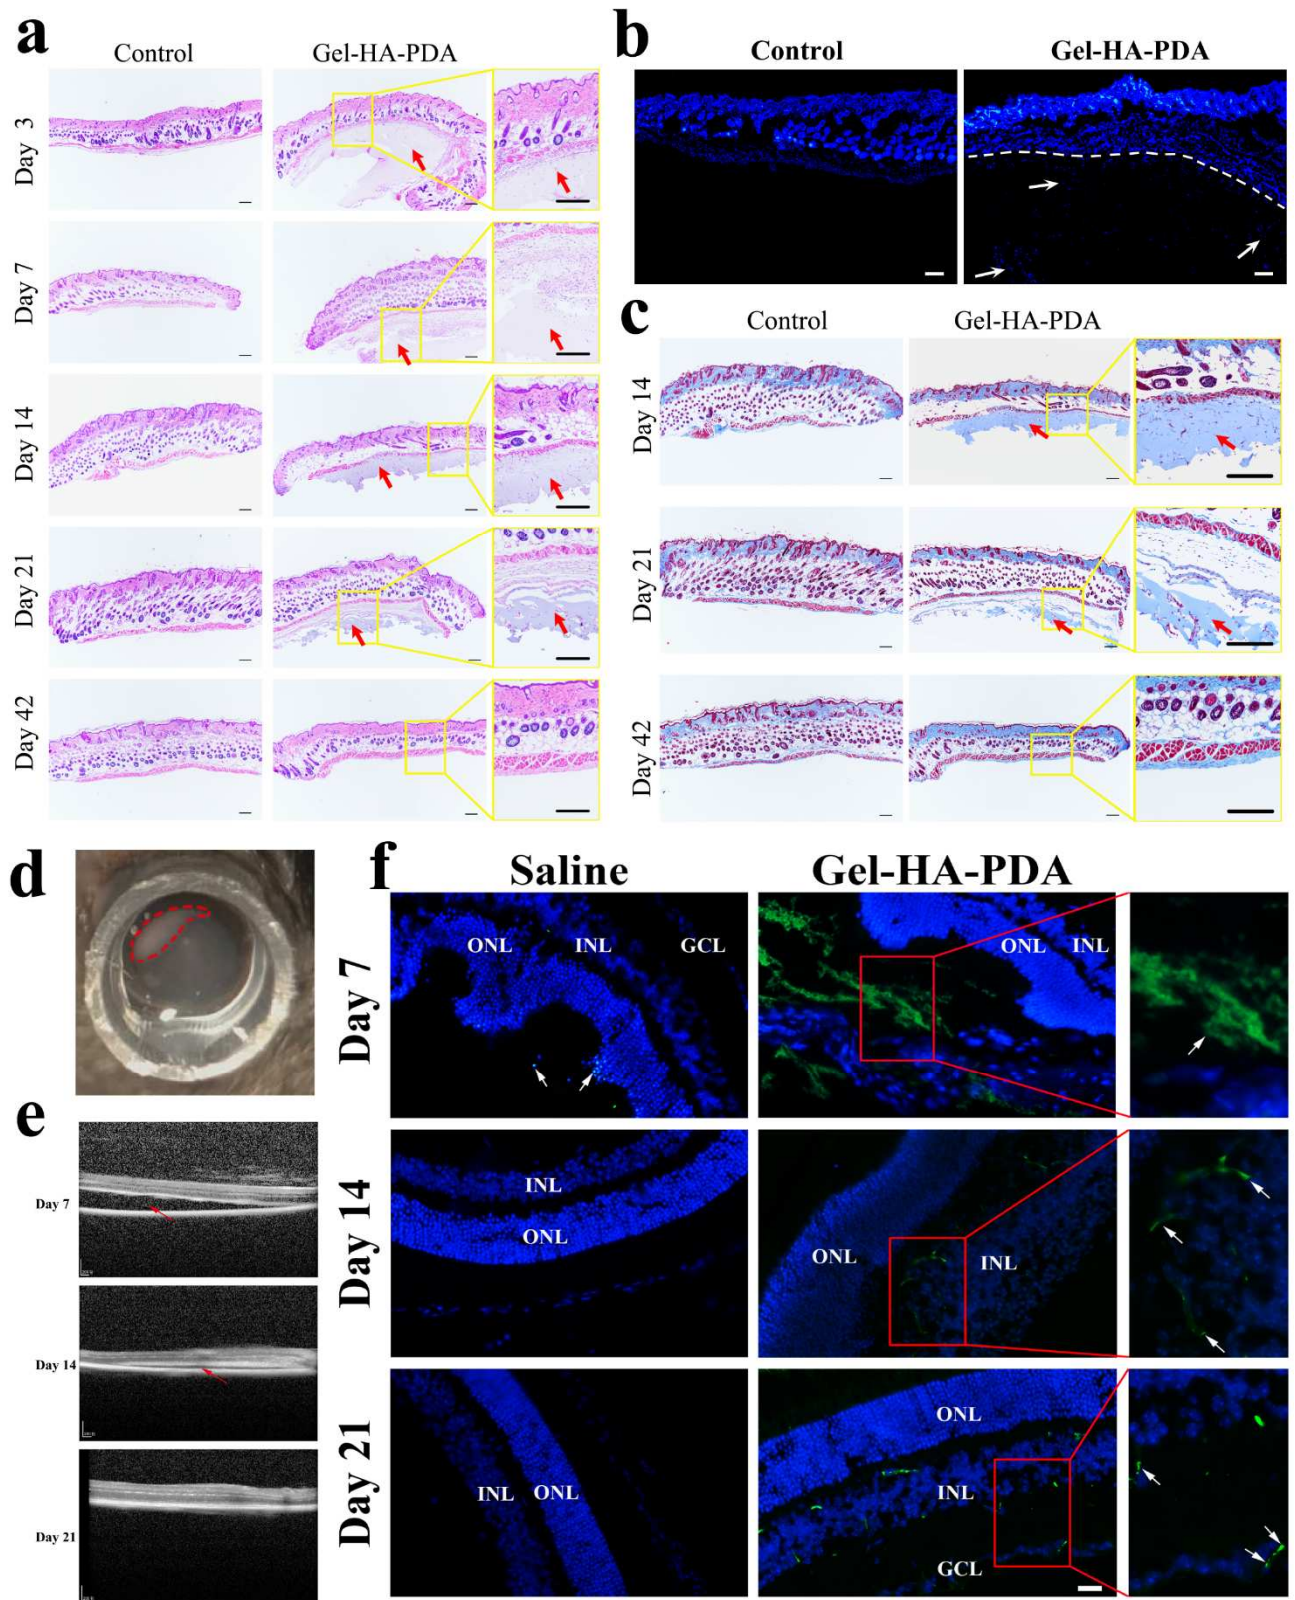 a
Control
Gel-HA-PDA
Day 3
Day 7
Day 14
Day 21
Day 42
b
Control
Gel-HA-PDA
c
Control
Gel-HA-PDA
Day 14
Day 21
Day 42
d
e
Day 7
Day 14
Day 21
f
Saline
Gel-HA-PDA
Day 7
ONL
INL
GCL
ONL
INL
Day 14
INL
ONL
ONL
INL
Day 21
INL
ONL
ONL
INL
GCL